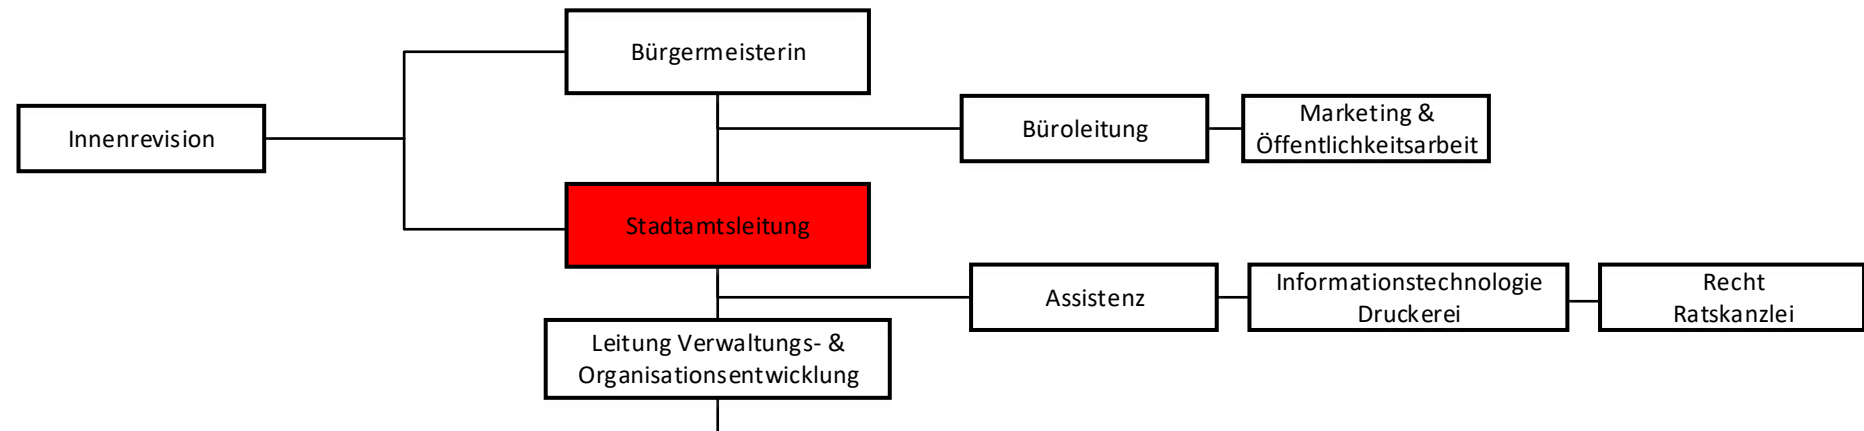 Bürgermeisterin
Innenrevision
Büroleitung
Marketing &
Öffentlichkeitsarbeit
Stadtamtsleitung
Assistenz
Informationstechnologie
Druckerei
Recht
Ratskanzlei
Leitung Verwaltungs- &
Organisationsentwicklung